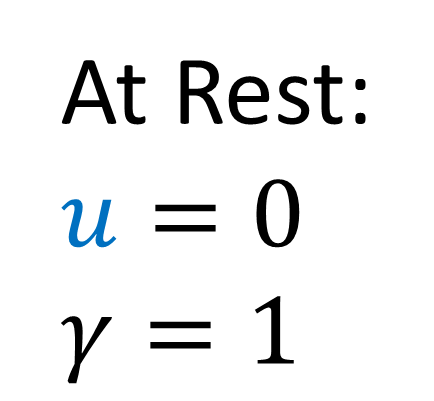 At Rest:
𝑢 = 0
𝛾 = 1